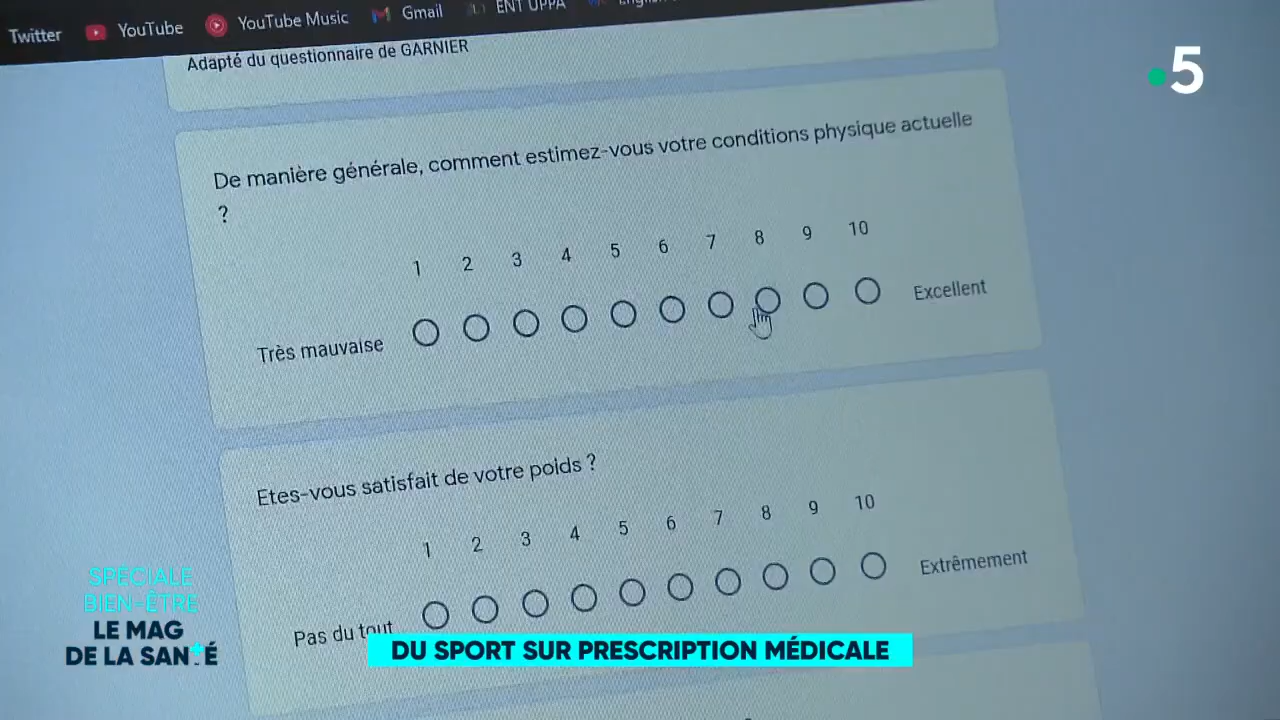 Twitter YouTube YouTube Music Gmail ENT UPPA
Adapté du questionnaire de GARNIER
5
De manière générale, comment estimez-vous votre conditions physique actuelle
?
1 2 3 4 5 6 7 8 9 10
Très mauvaise Excellent
Etes-vous satisfait de votre poids ?
1 2 3 4 5 6 7 8 9 10
Pas du tout Extrêmement
SPÉCIALE
BIEN-ÊTRE
LE MAG
DE LA SANTÉ
DU SPORT SUR PRESCRIPTION MÉDICALE